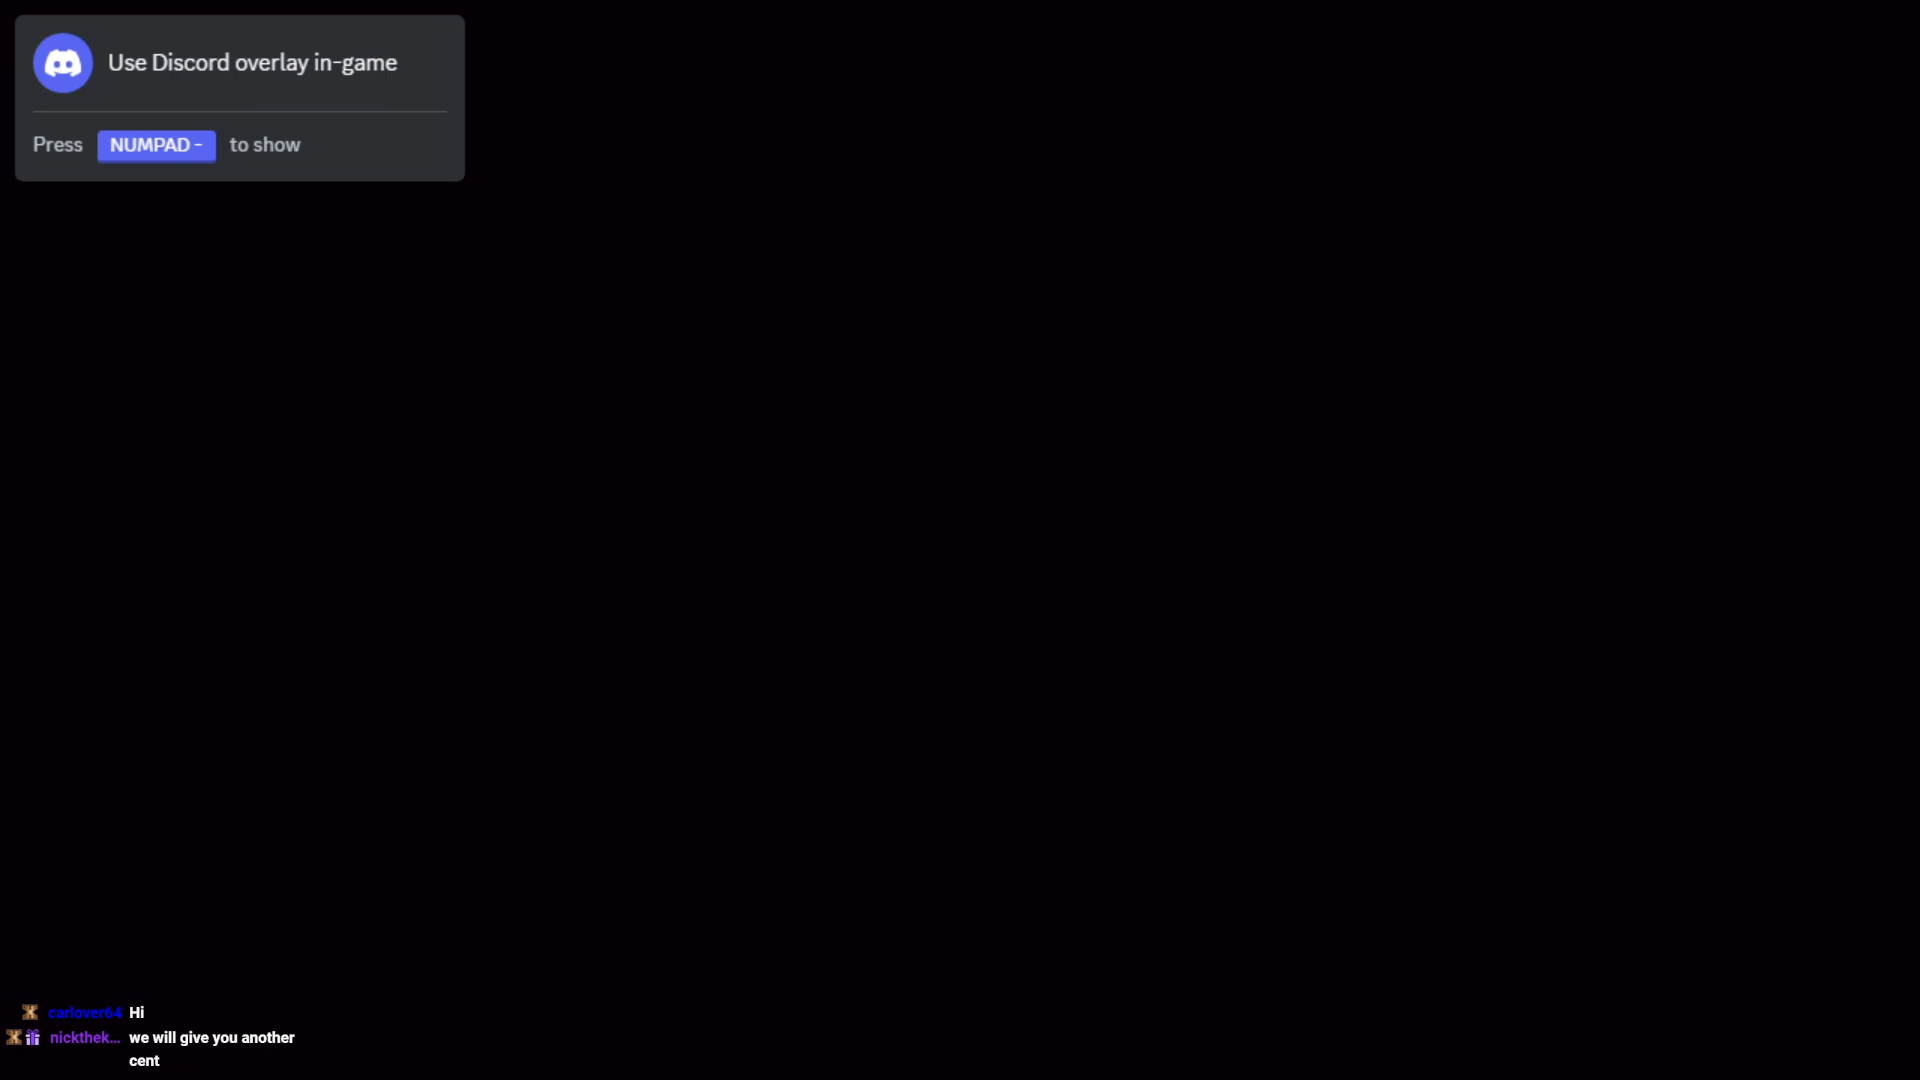 Use Discord overlay in-game
Press NUMPAD - to show
carlover64 Hi
nickthek... we will give you another
cent